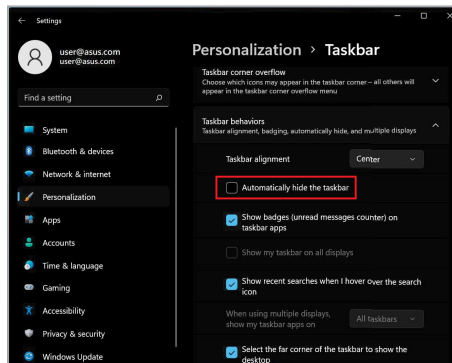 Settings
user@asus.com
user@asus.com
Find a setting
System
Bluetooth & devices
Network & internet
Personalization
Apps
Accounts
Time & language
Gaming
Accessibility
Privacy & security
Windows Update
Personalization > Taskbar
Taskbar corner overflow
Choose which icons may appear in the taskbar corner – all others will
appear in the taskbar corner overflow menu
Taskbar behaviors
Taskbar alignment, badging, automatically hide, and multiple displays
Taskbar alignment
Center
Automatically hide the taskbar
Show badges (unread messages counter) on
taskbar apps
Show my taskbar on all displays
Show recent searches when I hover over the search
icon
When using multiple displays,
show my taskbar apps on
All taskbars
Select the far corner of the taskbar to show the
desktop